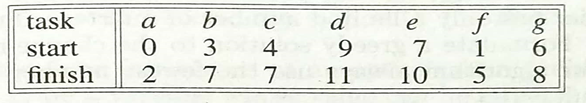 task a b c d e f g
start 0 3 4 9 7 1 6
finish 2 7 7 11 10 5 8